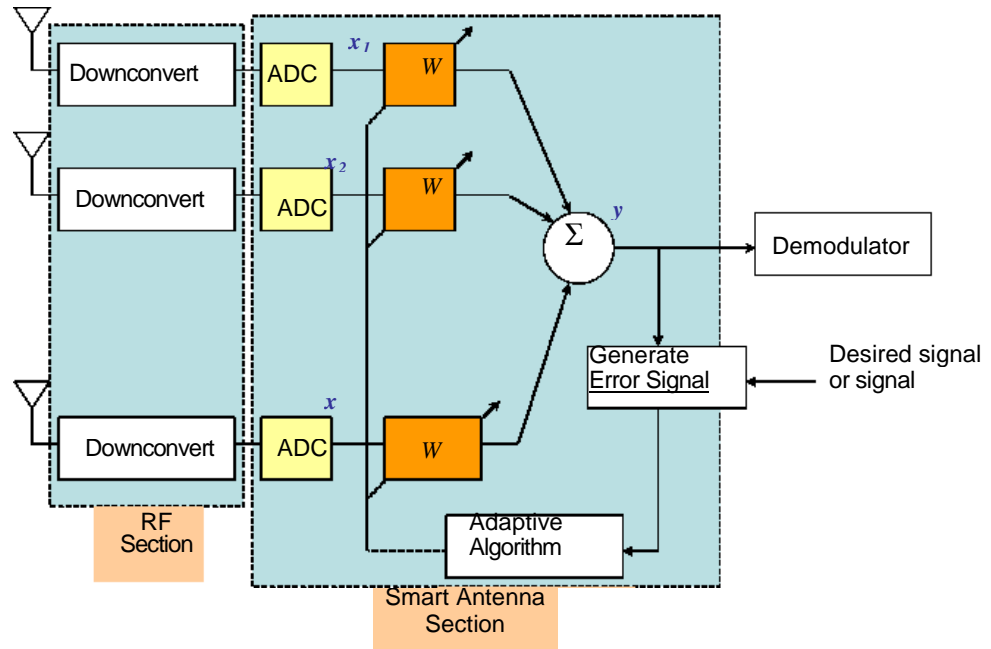 x1
Downconvert
ADC
W
x2
Downconvert
ADC
W
y
Σ
Demodulator
Generate
Error Signal
Desired signal
or signal
x
Downconvert
ADC
W
RF
Section
Adaptive
Algorithm
Smart Antenna
Section